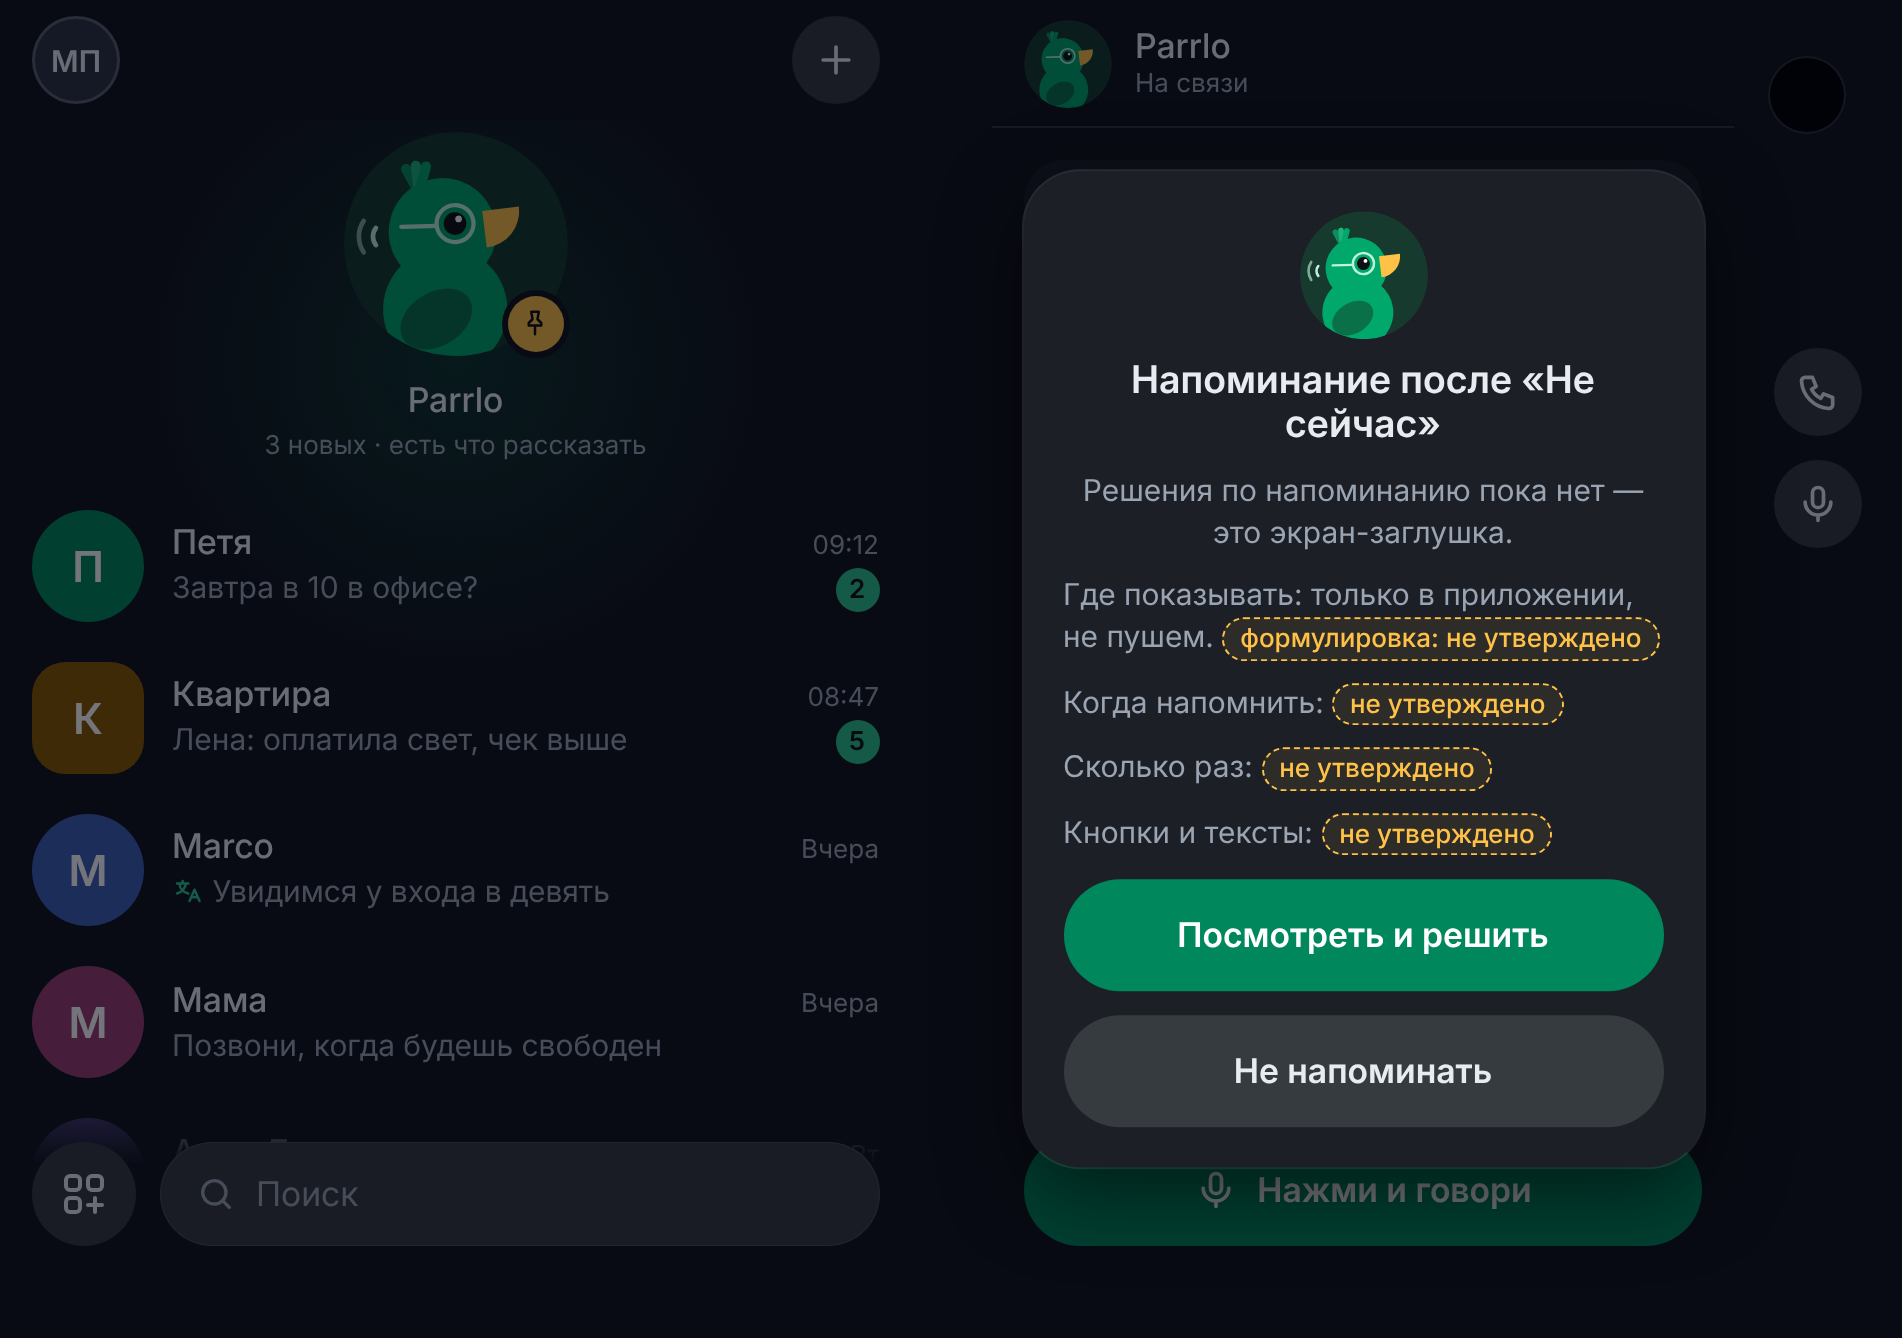 МП
Parrlo
3 новых · есть что рассказать
П
Петя
09:12
Завтра в 10 в офисе?
2
К
Квартира
08:47
Лена: оплатила свет, чек выше
5
M
Marco
Вчера
Увидимся у входа в девять
М
Мама
Вчера
Позвони, когда будешь свободен
Поиск
Parrlo
На связи
Напоминание после «Не
сейчас»
Решения по напоминанию пока нет —
это экран-заглушка.
Где показывать: только в приложении,
не пушем. формулировка: не утверждено
Когда напомнить: не утверждено
Сколько раз: не утверждено
Кнопки и тексты: не утверждено
Посмотреть и решить
Не напоминать
Нажми и говори